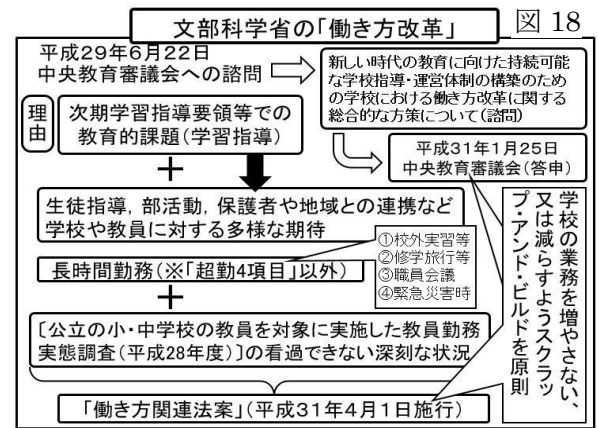 文部科学省の「働き方改革」
図 18
平成29年6月22日
中央教育審議会への諮問
新しい時代の教育に向けた持続可能
な学校指導・運営体制の構築のため
の学校における働き方改革に関する
総合的な方策について(諮問)
理由
次期学習指導要領等での
教育的課題(学習指導)
平成31年1月25日
中央教育審議会(答申)
+
生徒指導,部活動,保護者や地域との連携など
学校や教員に対する多様な期待
長時間勤務(※「超勤4項目」以外)
①校外実習等
②修学旅行等
③職員会議
④緊急災害時
学校の業務を増やさない、
又は減らすようスクラッ
プ・アンド・ビルドを原則
+
〔公立の小・中学校の教員を対象に実施した教員勤務
実態調査(平成28年度)〕の看過できない深刻な状況
「働き方関連法案」(平成31年4月1日施行)